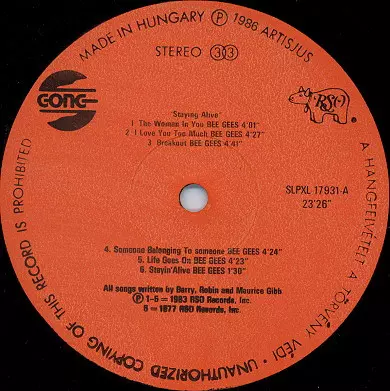 MADE IN HUNGARY Ⓟ 1986 ARTISJUS
STEREO 33
GONG
RSO
"Staying Alive"
1 The Woman in You BEE GEES 4'01"
2 I Love You Too Much BEE GEES 4'27"
3 Breakout BEE GEES 4'41"
SLPXL 17931-A
23'26"
4. Someone Belonging To someone BEE GEES 4'24"
5. Life Goes On BEE GEES 4'23"
6. Stayin'Alive BEE GEES 1'30"
All songs written by Barry, Robin and Maurice Gibb
Ⓟ 1-5 = 1983 RSO Records, Inc.
6 = 1977 RSO Records, Inc.
A HANGFELVÉTELT A TÖRVÉNY VÉDI • UNAUTHORIZED COPYING OF THIS RECORD IS PROHIBITED